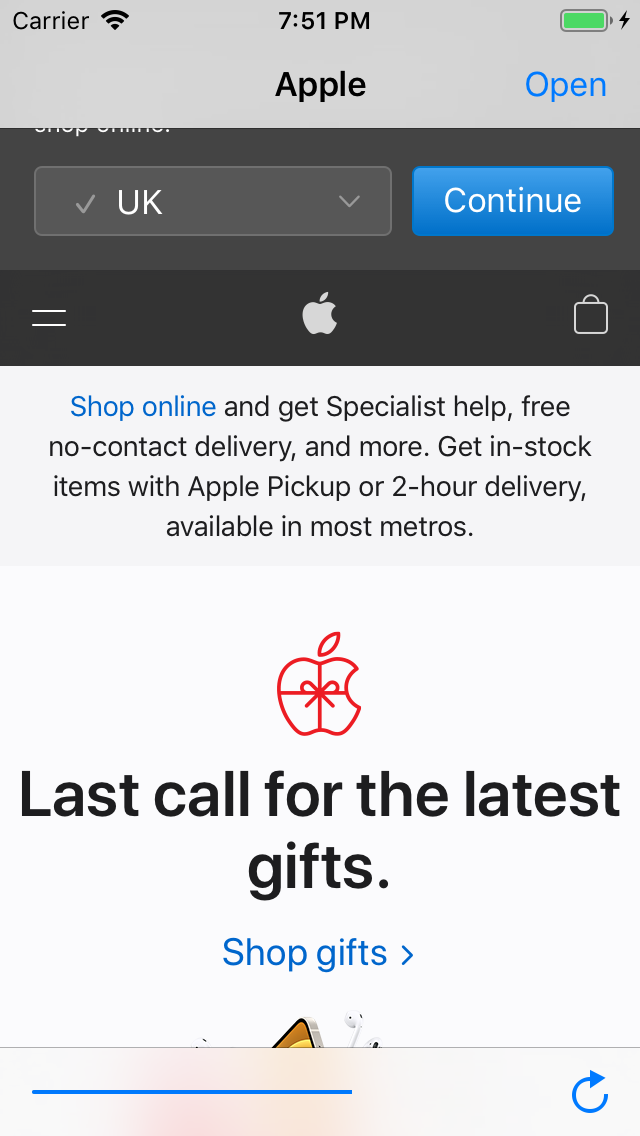 Carrier 7:51 PM
Apple Open
shop online.
UK Continue
Shop online and get Specialist help, free
no-contact delivery, and more. Get in-stock
items with Apple Pickup or 2-hour delivery,
available in most metros.
Last call for the latest
gifts.
Shop gifts